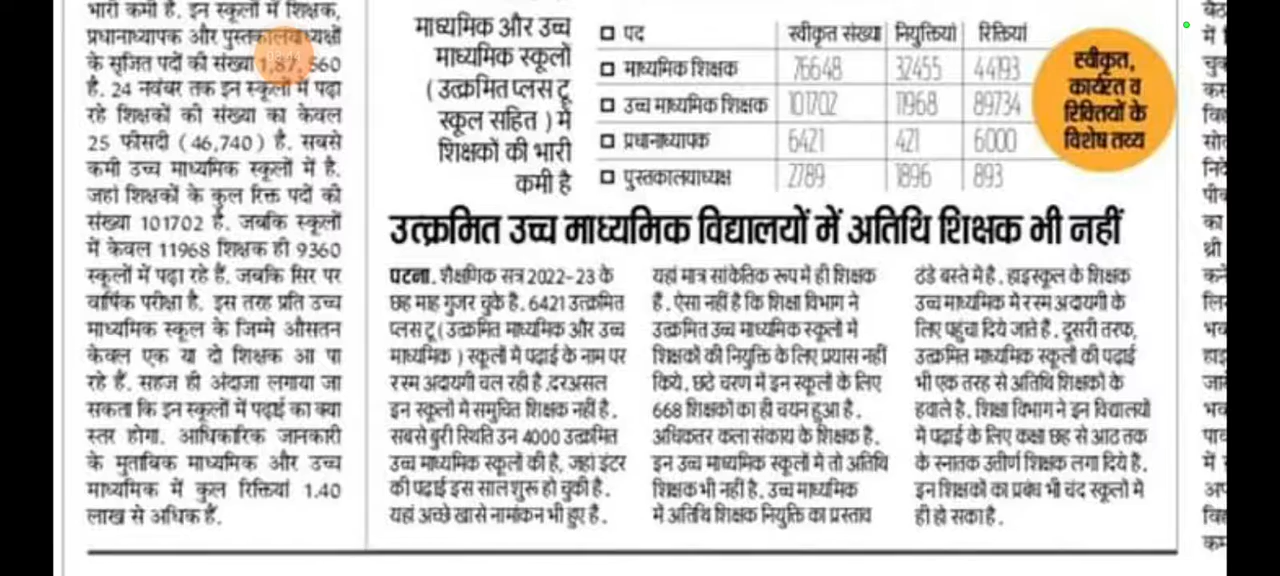 भारी कमी है. इन स्कूलों में शिक्षक,
प्रधानाध्यापक और पुस्तकालयाध्यक्षों
के सृजित पदों की संख्या 1,87,560
है. 24 नवंबर तक इन स्कूलों में पढ़ा
रहे शिक्षकों की संख्या का केवल
25 फीसदी (46,740) है. सबसे
कमी उच्च माध्यमिक स्कूलों में है.
जहां शिक्षकों के कुल रिक्त पदों की
संख्या 101702 है. जबकि स्कूलों
में केवल 11968 शिक्षक ही 9360
स्कूलों में पढ़ा रहे हैं. जबकि सिर पर
वार्षिक परीक्षा है. इस तरह प्रति उच्च
माध्यमिक स्कूल के जिम्मे औसतन
केवल एक या दो शिक्षक आ पा
रहे हैं. सहज ही अंदाजा लगाया जा
सकता कि इन स्कूलों में पढ़ाई का क्या
स्तर होगा. आधिकारिक जानकारी
के मुताबिक माध्यमिक और उच्च
माध्यमिक में कुल रिक्तियां 1.40
लाख से अधिक हैं.
माध्यमिक और उच्च
माध्यमिक स्कूलों
(उत्क्रमित प्लस टू
स्कूल सहित) में
शिक्षकों की भारी
कमी है
पद स्वीकृत संख्या नियुक्तियां रिक्तियां
माध्यमिक शिक्षक 76648 32455 44193
उच्च माध्यमिक शिक्षक 101702 11968 89734
प्रधानाध्यापक 6421 421 6000
पुस्तकालयाध्यक्ष 2789 1896 893
स्वीकृत,
कार्यरत व
रिक्तियों के
विशेष तथ्य
उत्क्रमित उच्च माध्यमिक विद्यालयों में अतिथि शिक्षक भी नहीं
पटना. शैक्षणिक सत्र 2022-23 के
छह माह गुजर चुके है. 6421 उत्क्रमित
प्लस टू (उत्क्रमित माध्यमिक और उच्च
माध्यमिक) स्कूलों में पढाई के नाम पर
रस्म अदायगी चल रही है. दरअसल
इन स्कूलों में समुचित शिक्षक नहीं है.
सबसे बुरी स्थिति उन 4000 उत्क्रमित
उच्च माध्यमिक स्कूलों की है, जहां इंटर
की पढाई इस साल शुरू हो चुकी है.
यहां अच्छे खासे नामांकन भी हुए है.
यहां मात्र सांकेतिक रूप में ही शिक्षक
है. ऐसा नहीं है कि शिक्षा विभाग ने
उत्क्रमित उच्च माध्यमिक स्कूलों में
शिक्षकों की नियुक्ति के लिए प्रयास नहीं
किये. छठे चरण में इन स्कूलों के लिए
668 शिक्षकों का ही चयन हुआ है.
अधिकतर कला संकाय के शिक्षक है.
इन उच्च माध्यमिक स्कूलों में तो अतिथि
शिक्षक भी नहीं है. उच्च माध्यमिक
में अतिथि शिक्षक नियुक्ति का प्रस्ताव
ठंडे बस्ते में है. हाइस्कूल के शिक्षक
उच्च माध्यमिक में रस्म अदायगी के
लिए पहुंचा दिये जाते है. दूसरी तरफ,
उत्क्रमित माध्यमिक स्कूलों की पढाई
भी एक तरह से अतिथि शिक्षकों के
हवाले है. शिक्षा विभाग ने इन विद्यालयों
में पढाई के लिए कक्षा छह से आठ तक
के स्नातक उतीर्ण शिक्षक लगा दिये है.
इन शिक्षकों का प्रबंध भी चंद स्कूलों में
ही हो सका है.